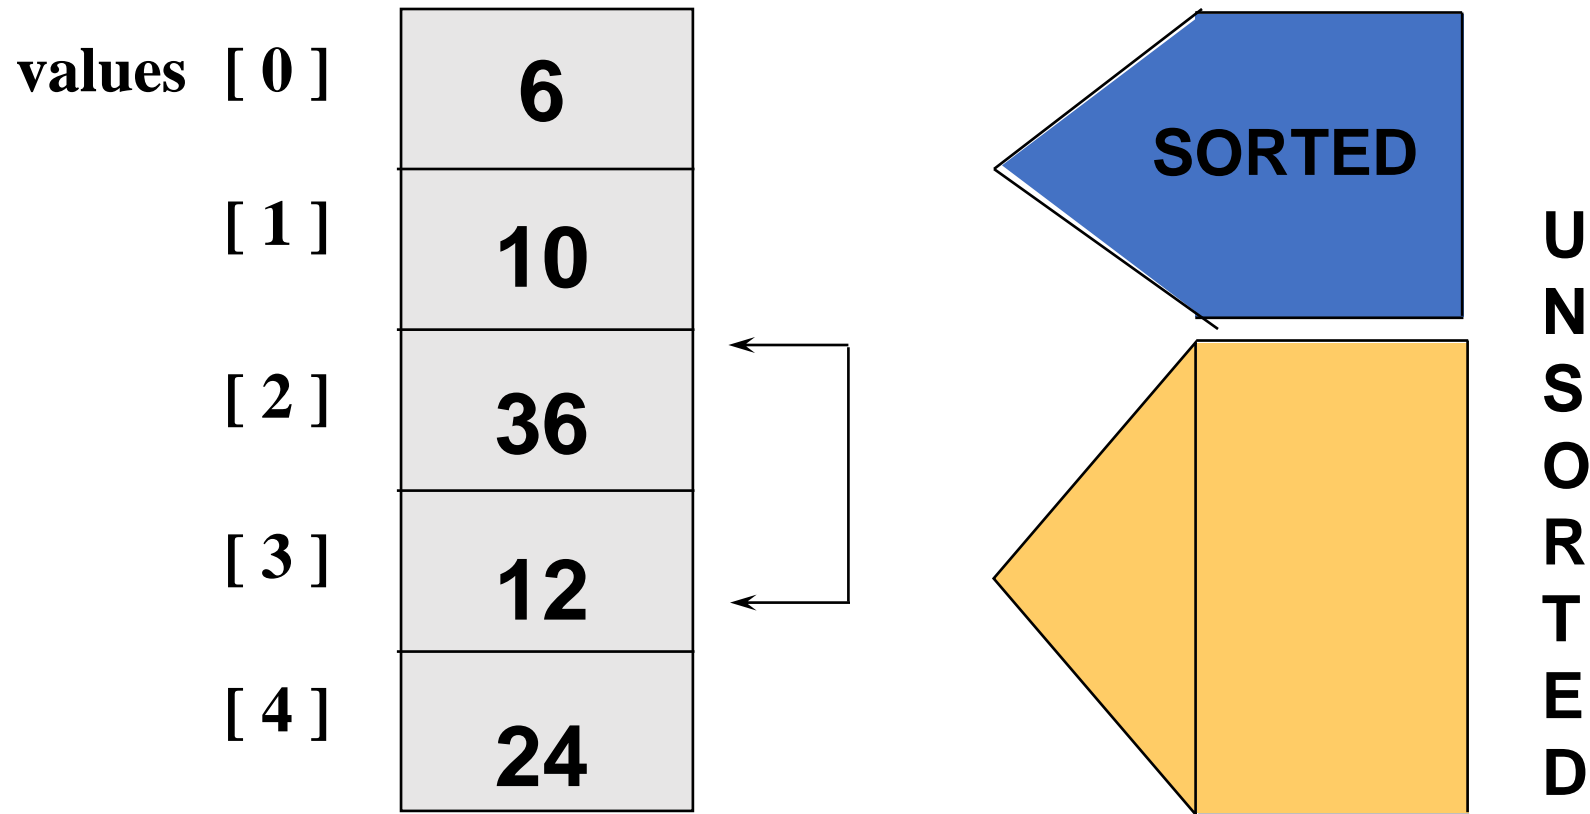 values [ 0 ] 6
[ 1 ] 10
[ 2 ] 36
[ 3 ] 12
[ 4 ] 24
SORTED
U
N
S
O
R
T
E
D